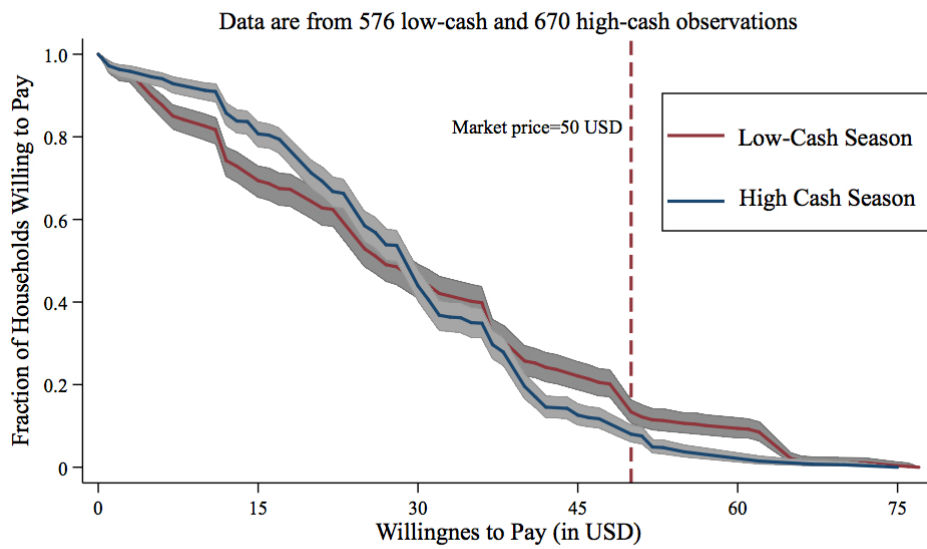 Data are from 576 low-cash and 670 high-cash observations
Fraction of Households Willing to Pay
1.0
0.8
0.6
0.4
0.2
0
Market price=50 USD
Low-Cash Season
High Cash Season
0
15
30
45
60
75
Willingnes to Pay (in USD)